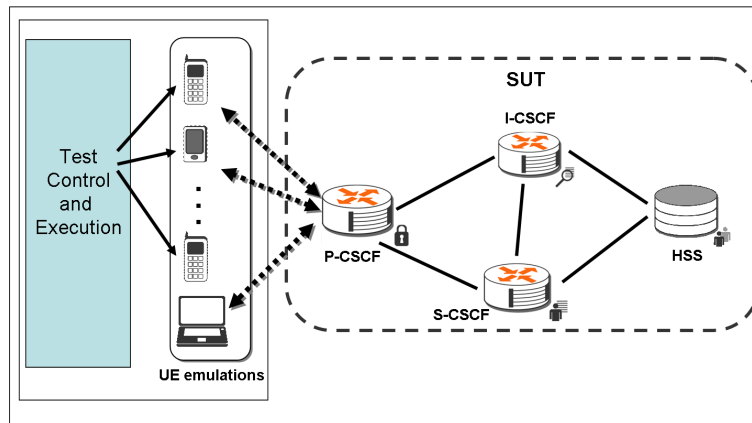 Test
Control
and
Execution
UE emulations
SUT
I-CSCF
P-CSCF
S-CSCF
HSS